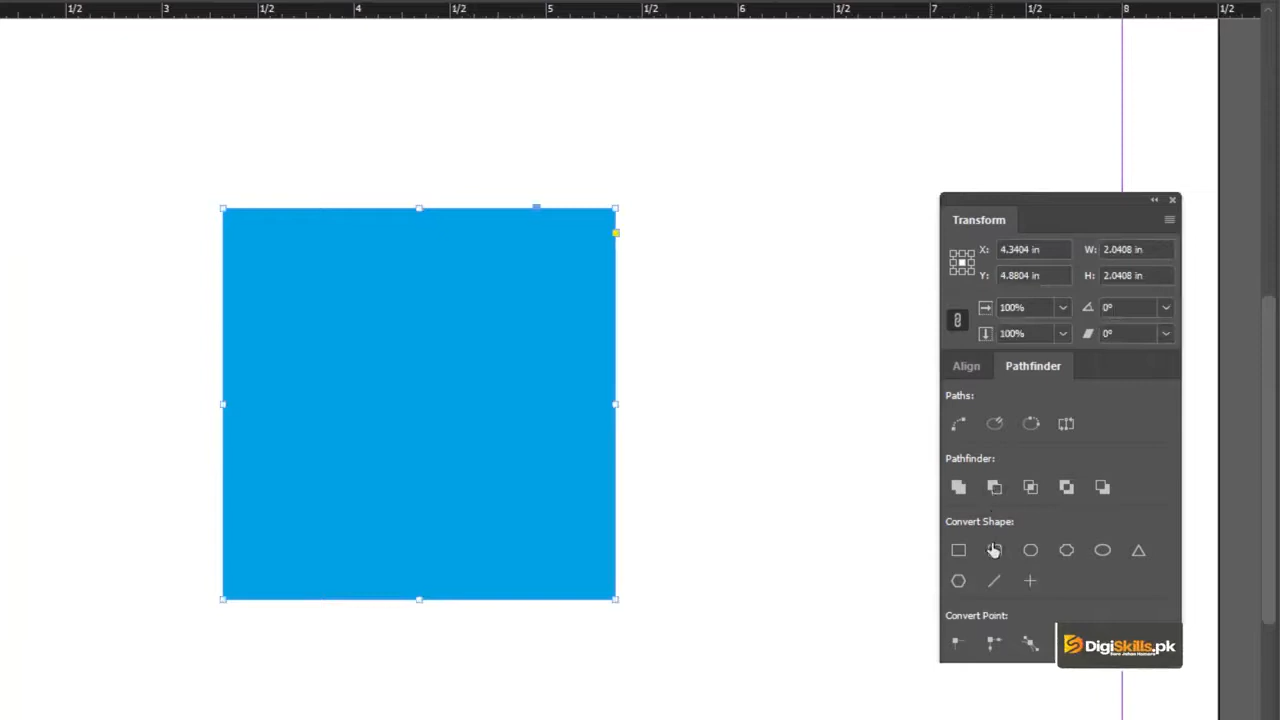 1/2 3 1/2 4 1/2 5 1/2 6 1/2 7 1/2 8 1/2
Transform
X: 4.3404 in W: 2.0408 in
Y: 4.8804 in H: 2.0408 in
100% 0°
100% 0°
Align Pathfinder
Paths:
Pathfinder:
Convert Shape:
Convert Point:
DigiSkills.pk